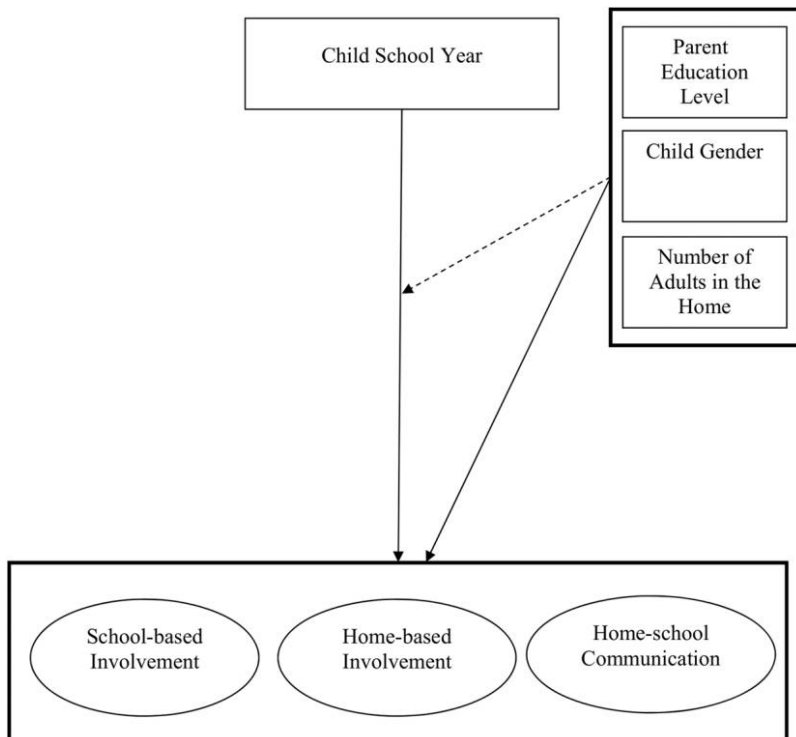 Child School Year
Parent
Education
Level
Child Gender
Number of
Adults in the
Home
School-based
Involvement
Home-based
Involvement
Home-school
Communication